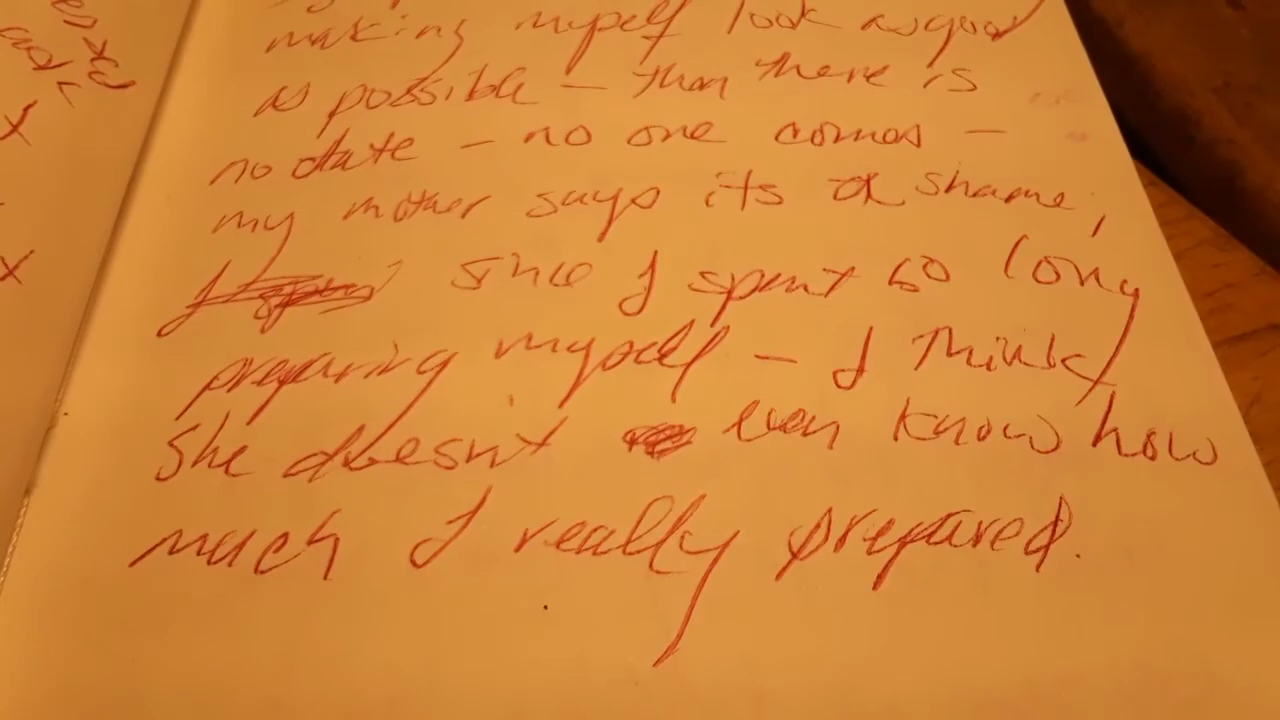 making myself look as good
as possible – then there is
no date – no one comes –
my mother says its a shame,
since I spent so long
preparing myself – I think
she doesn't even know how
much I really prepared.